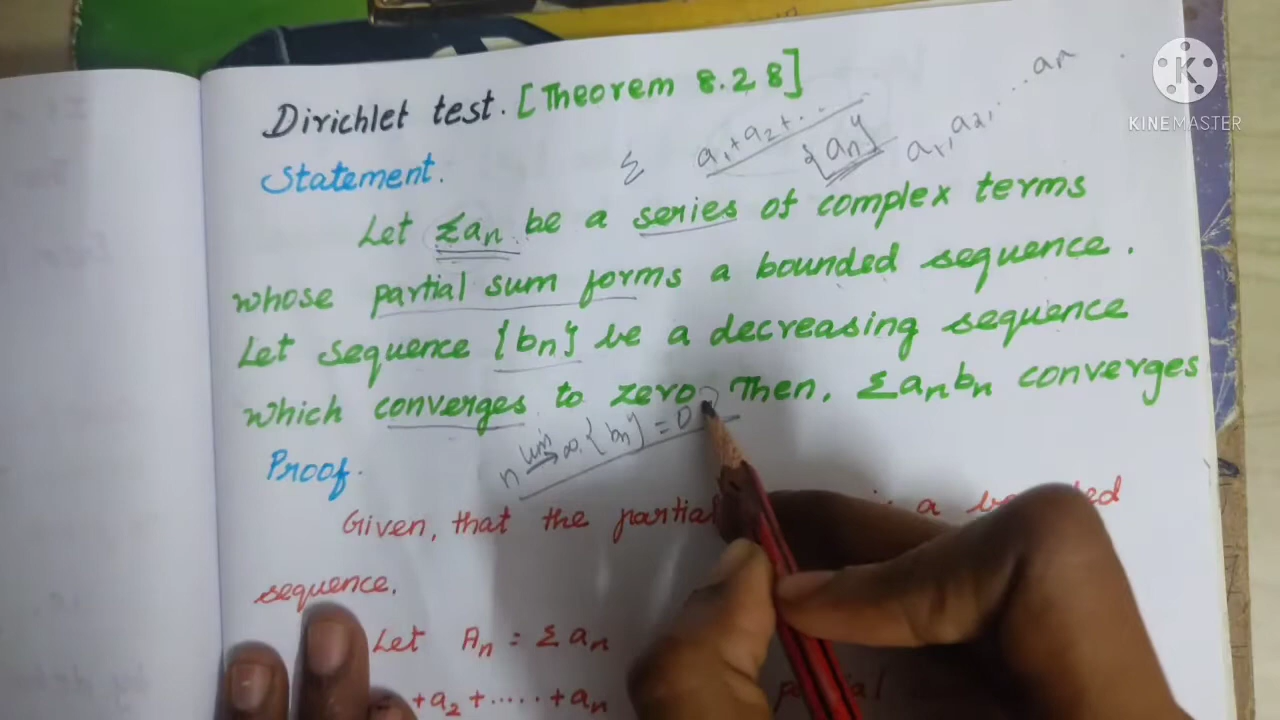 Dirichlet test. [Theorem 8.28]
Σ a₁+a₂+... {aₙ} a₁, a₂, .... aₙ
Statement.
Let Σaₙ be a series of complex terms
whose partial sum forms a bounded sequence.
Let sequence {bₙ} be a decreasing sequence
which converges to zero. Then, Σaₙbₙ converges
lim n→∞ {bₙ} = 0
Proof.
Given, that the partial a
sequence.
Let Aₙ = Σaₙ
+a₂+.....+aₙ partial
K
KINEMASTER